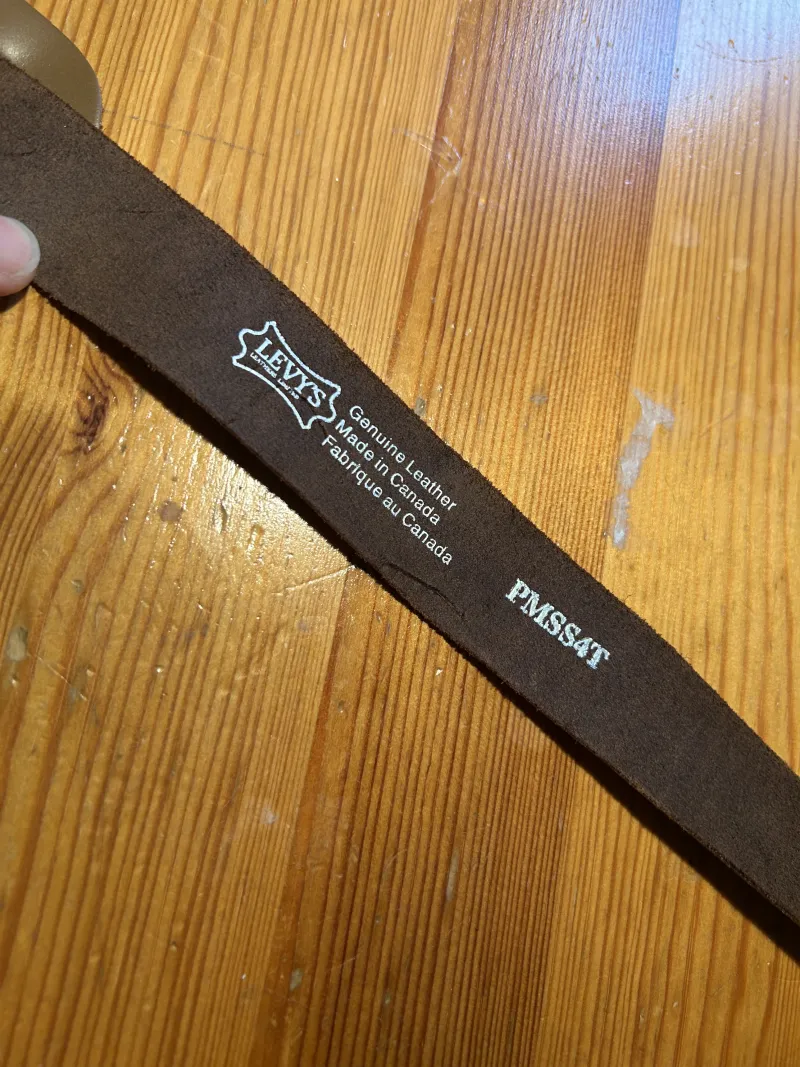 LEVY'S
Genuine Leather
Made in Canada
Fabrique au Canada
PMSS4T